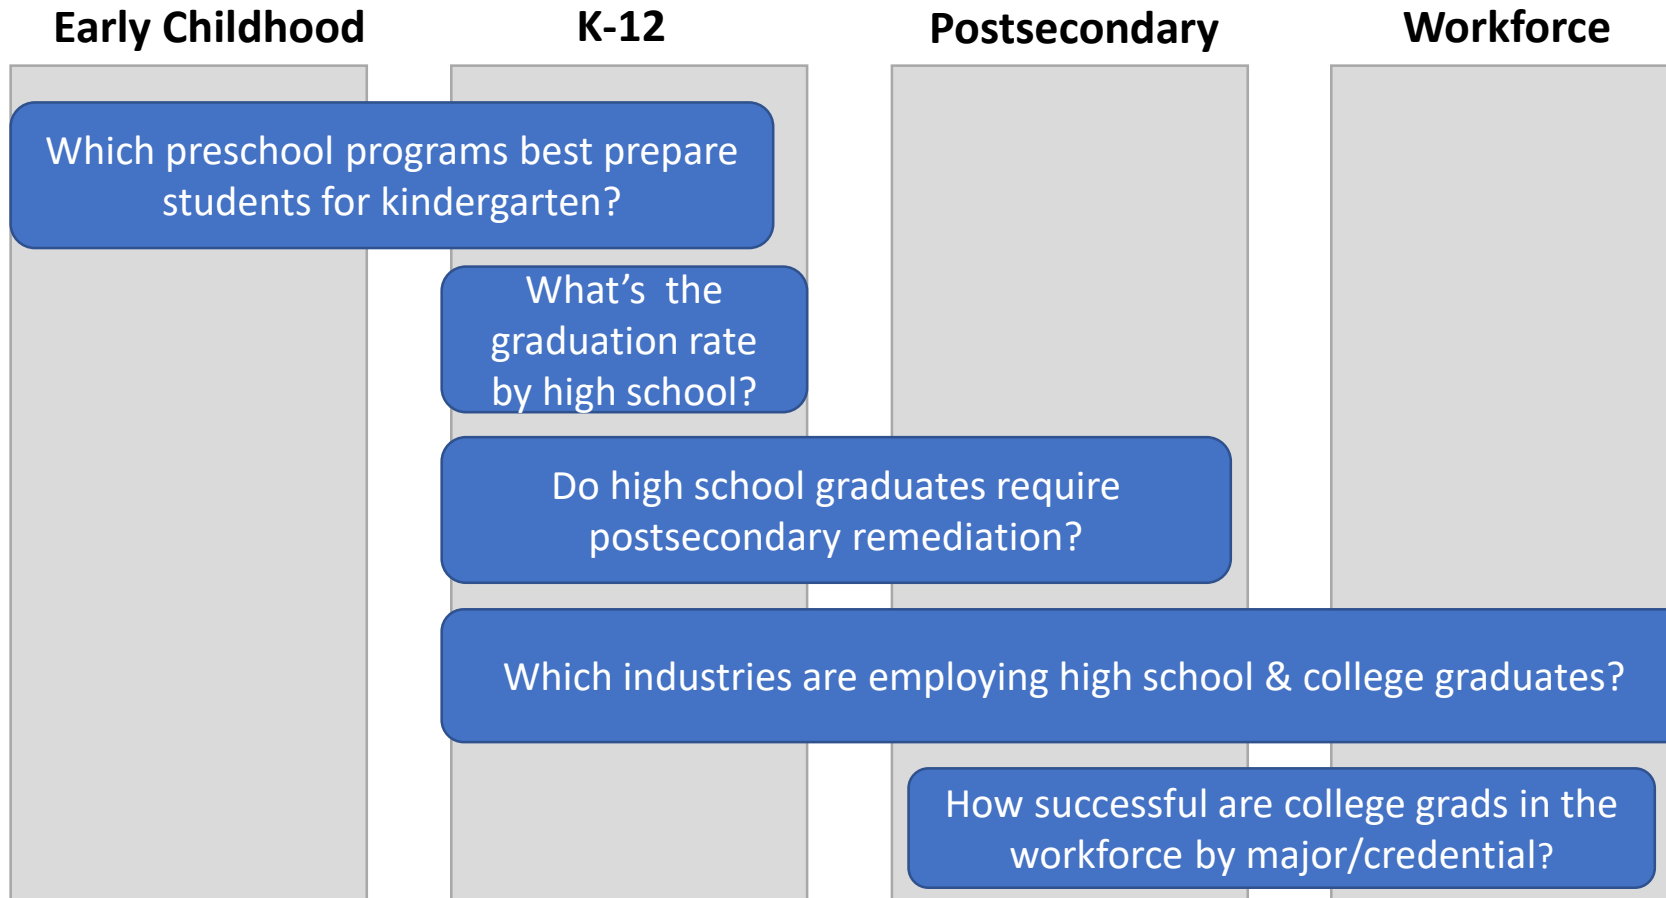 Early Childhood
K-12
Postsecondary
Workforce
Which preschool programs best prepare
students for kindergarten?
What’s  the
graduation rate
by high school?
Do high school graduates require
postsecondary remediation?
Which industries are employing high school & college graduates?
How successful are college grads in the
workforce by major/credential?